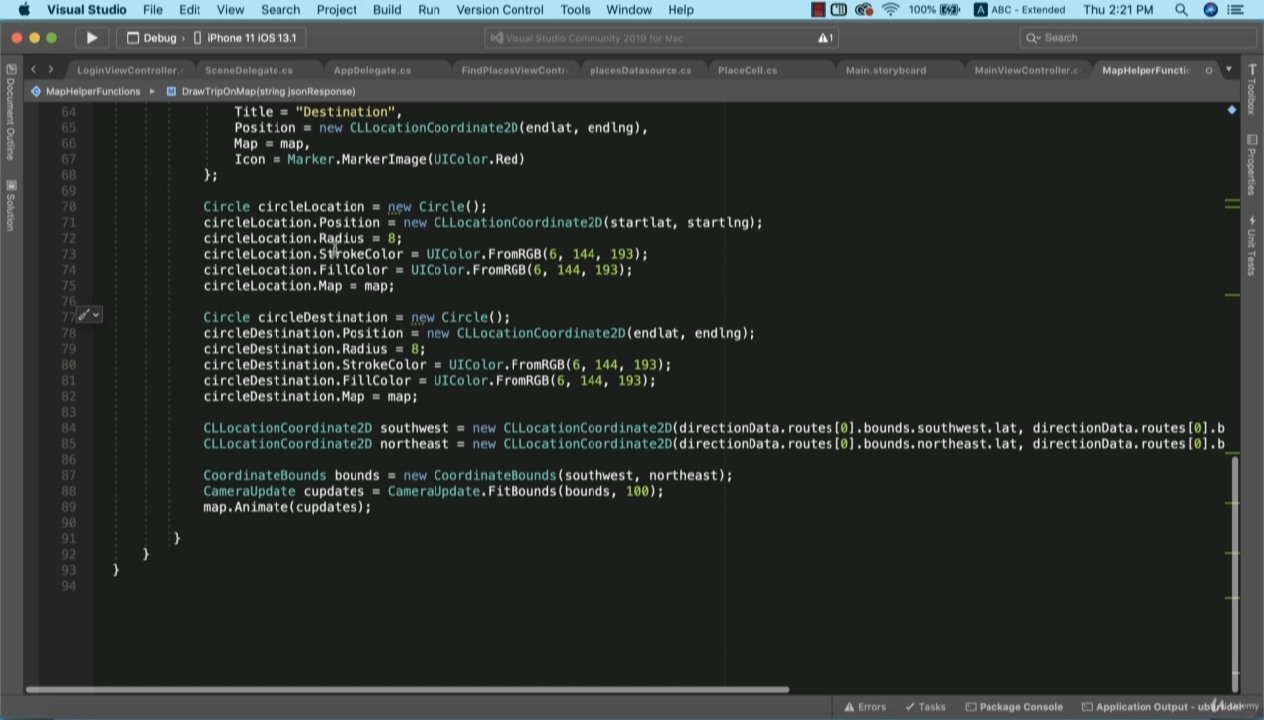 Visual Studio File Edit View Search Project Build Run Version Control Tools Window Help 100% A ABC - Extended Thu 2:21 PM
Debug › iPhone 11 iOS 13.1 Visual Studio Community 2019 for Mac 1 Search
LoginViewController.c SceneDelegate.cs AppDelegate.cs FindPlacesViewContr placesDatasource.cs PlaceCell.cs Main.storyboard MainViewController.c MapHelperFuncti
MapHelperFunctions DrawTripOnMap(string jsonResponse)
Document Outline
Solution
Toolbox
Properties
Unit Tests
64 Title = "Destination",
65 Position = new CLLocationCoordinate2D(endlat, endlng),
66 Map = map,
67 Icon = Marker.MarkerImage(UIColor.Red)
68 };
69
70 Circle circleLocation = new Circle();
71 circleLocation.Position = new CLLocationCoordinate2D(startlat, startlng);
72 circleLocation.Radius = 8;
73 circleLocation.StrokeColor = UIColor.FromRGB(6, 144, 193);
74 circleLocation.FillColor = UIColor.FromRGB(6, 144, 193);
75 circleLocation.Map = map;
76
77 Circle circleDestination = new Circle();
78 circleDestination.Position = new CLLocationCoordinate2D(endlat, endlng);
79 circleDestination.Radius = 8;
80 circleDestination.StrokeColor = UIColor.FromRGB(6, 144, 193);
81 circleDestination.FillColor = UIColor.FromRGB(6, 144, 193);
82 circleDestination.Map = map;
83
84 CLLocationCoordinate2D southwest = new CLLocationCoordinate2D(directionData.routes[0].bounds.southwest.lat, directionData.routes[0].b
85 CLLocationCoordinate2D northeast = new CLLocationCoordinate2D(directionData.routes[0].bounds.northeast.lat, directionData.routes[0].b
86
87 CoordinateBounds bounds = new CoordinateBounds(southwest, northeast);
88 CameraUpdate cupdates = CameraUpdate.FitBounds(bounds, 100);
89 map.Animate(cupdates);
90
91 }
92 }
93 }
94
Errors Tasks Package Console Application Output -